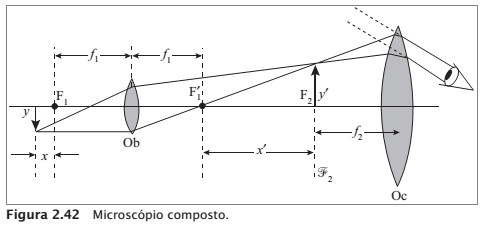 f₁ f₁
F₁ F′₁ F₂ y′
y
Ob f₂
x x′
ℱ₂
Oc
Figura 2.42 Microscópio composto.